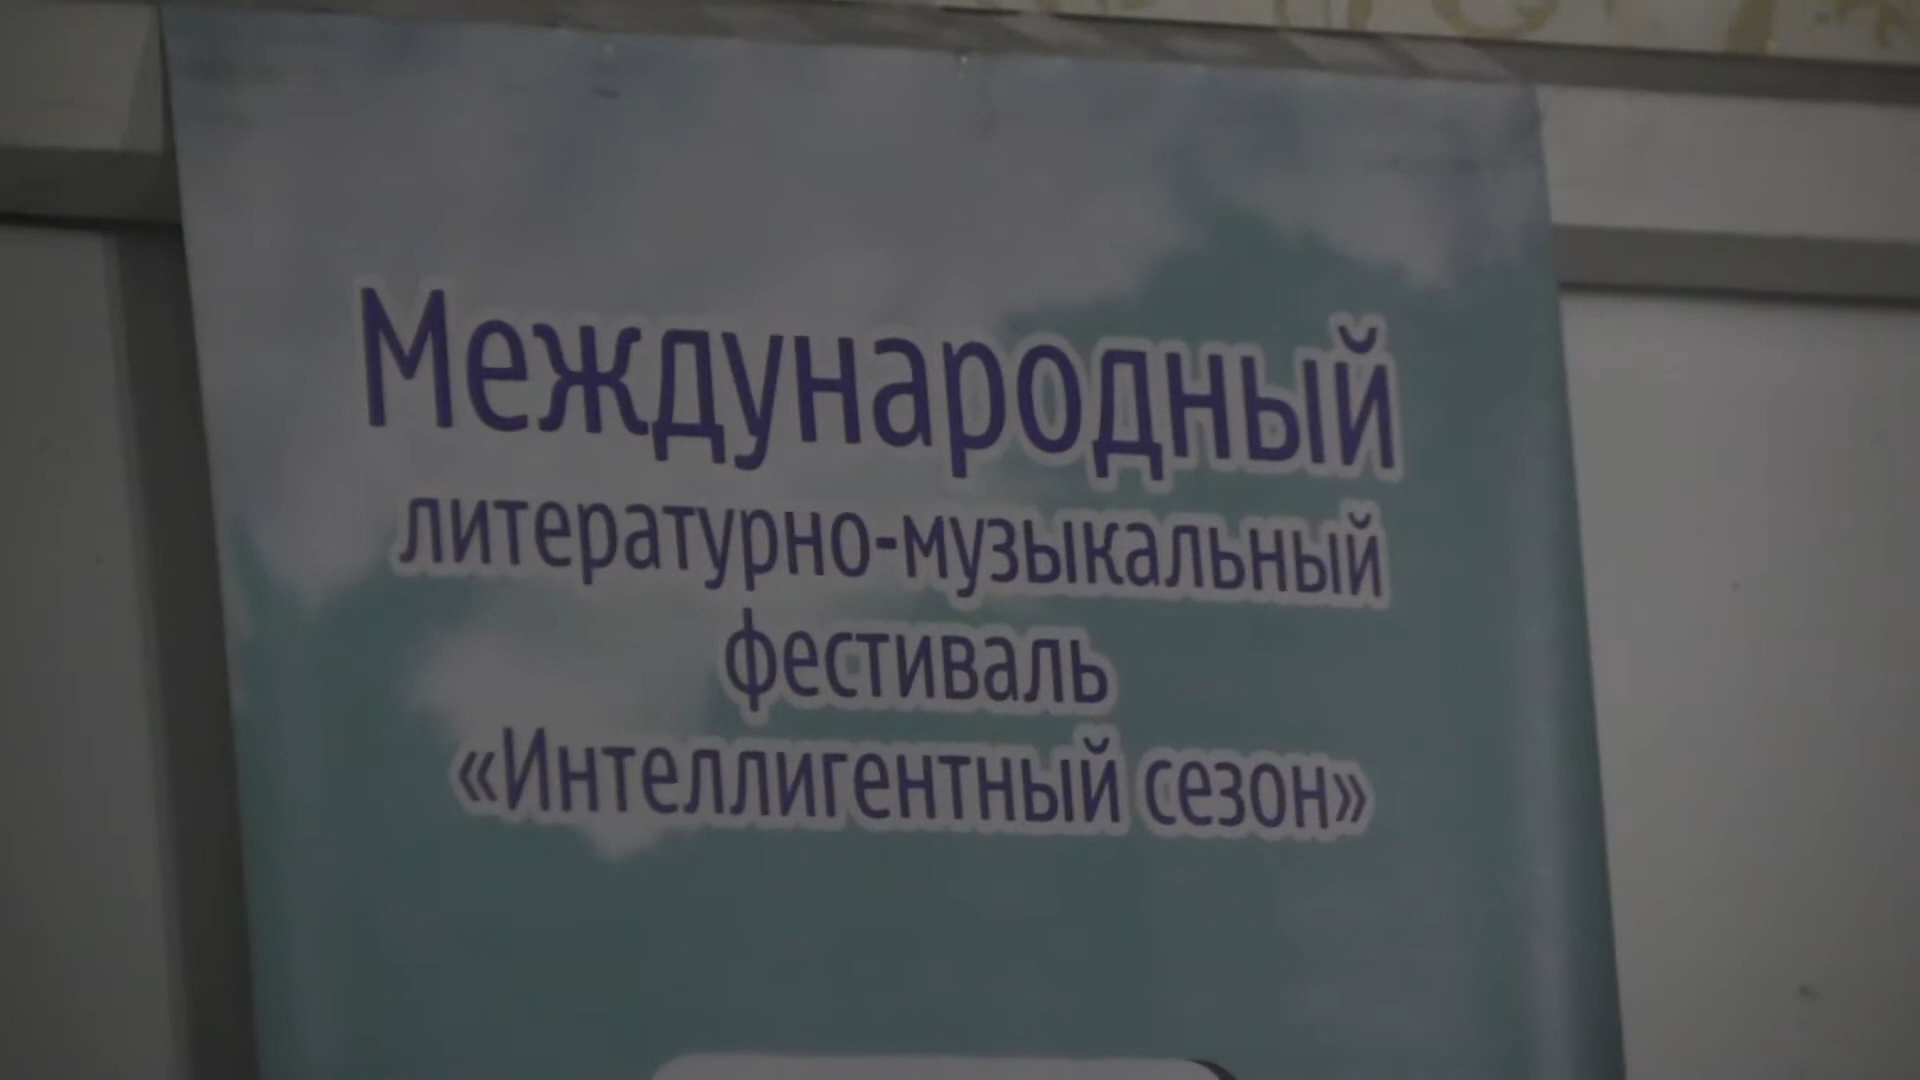 Международный
литературно-музыкальный
фестиваль
«Интеллигентный сезон»